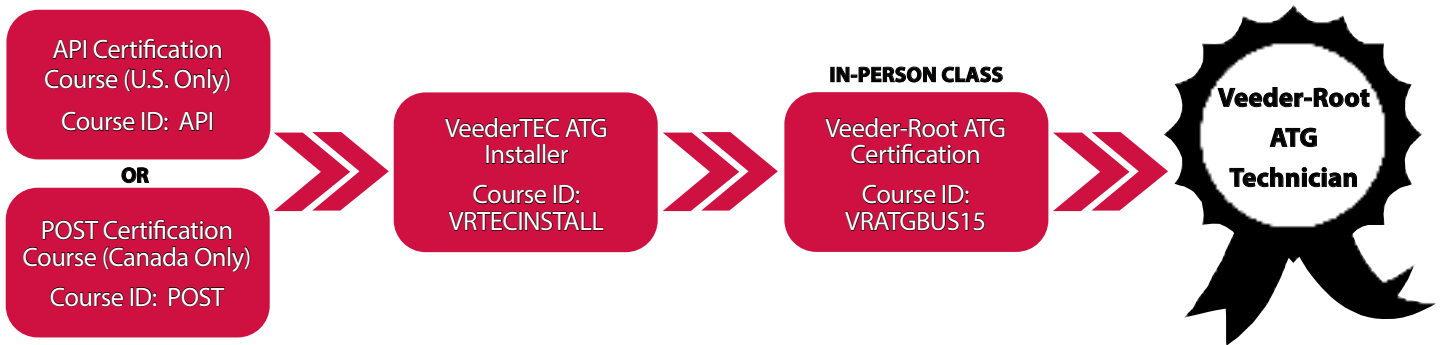 API Certification
Course (U.S. Only)
Course ID:  API
OR
POST Certification
Course (Canada Only)
Course ID:  POST
VeederTEC ATG
Installer
Course ID:
VRTECINSTALL
IN-PERSON CLASS
Veeder-Root ATG
Certification
Course ID:
VRATGBUS15
Veeder-Root
ATG
Technician